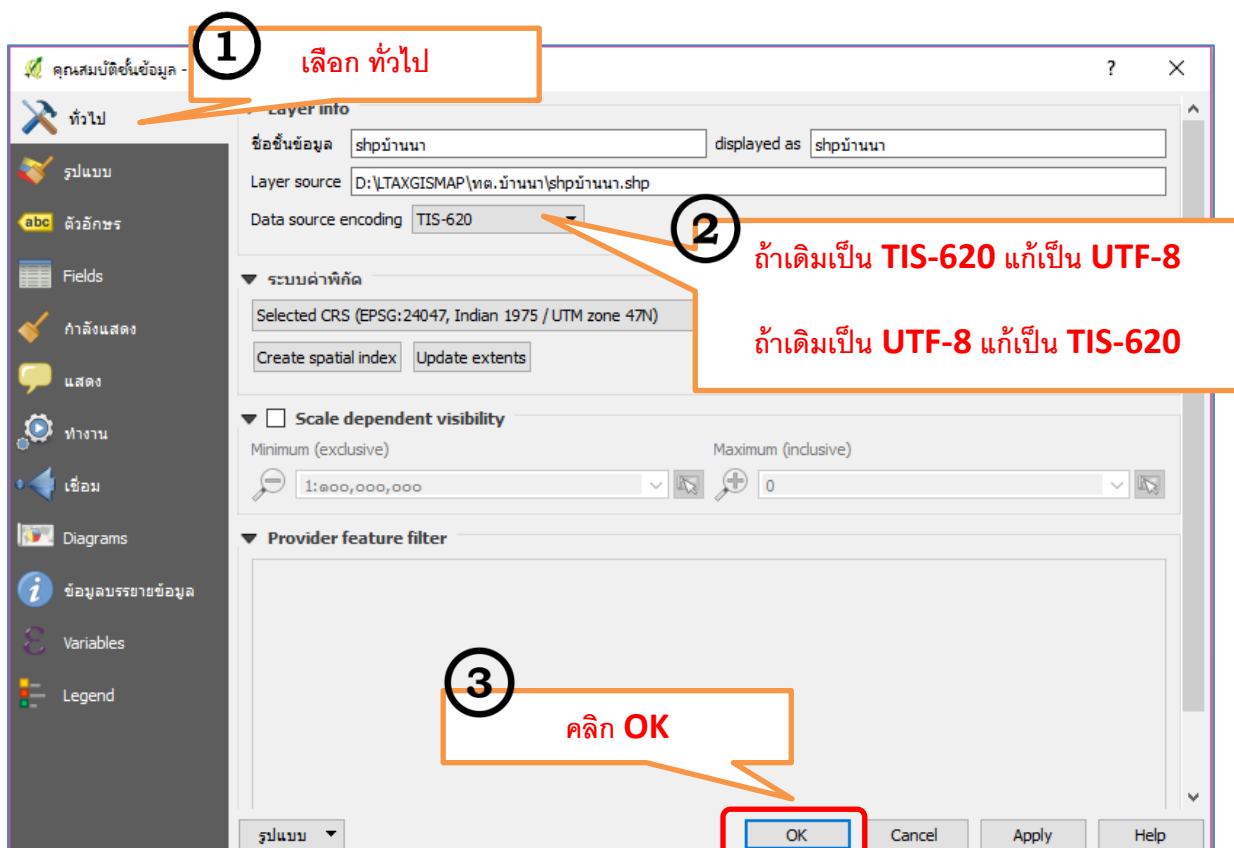 1
เลือก ทั่วไป
คุณสมบัติชั้นข้อมูล -
?
ทั่วไป
รูปแบบ
abc ตัวอักษร
Fields
กำลังแสดง
แสดง
ทำงาน
เชื่อม
Diagrams
ข้อมูลบรรยายข้อมูล
Variables
Legend
Layer info
ชื่อชั้นข้อมูล shpบ้านนา displayed as shpบ้านนา
Layer source D:\LTAXGISMAP\ทต.บ้านนา\shpบ้านนา.shp
Data source encoding TIS-620
2
ถ้าเดิมเป็น TIS-620 แก้เป็น UTF-8
ถ้าเดิมเป็น UTF-8 แก้เป็น TIS-620
ระบบค่าพิกัด
Selected CRS (EPSG:24047, Indian 1975 / UTM zone 47N)
Create spatial index Update extents
Scale dependent visibility
Minimum (exclusive) Maximum (inclusive)
1:๑๐๐,๐๐๐,๐๐๐ 0
Provider feature filter
3
คลิก OK
รูปแบบ OK Cancel Apply Help